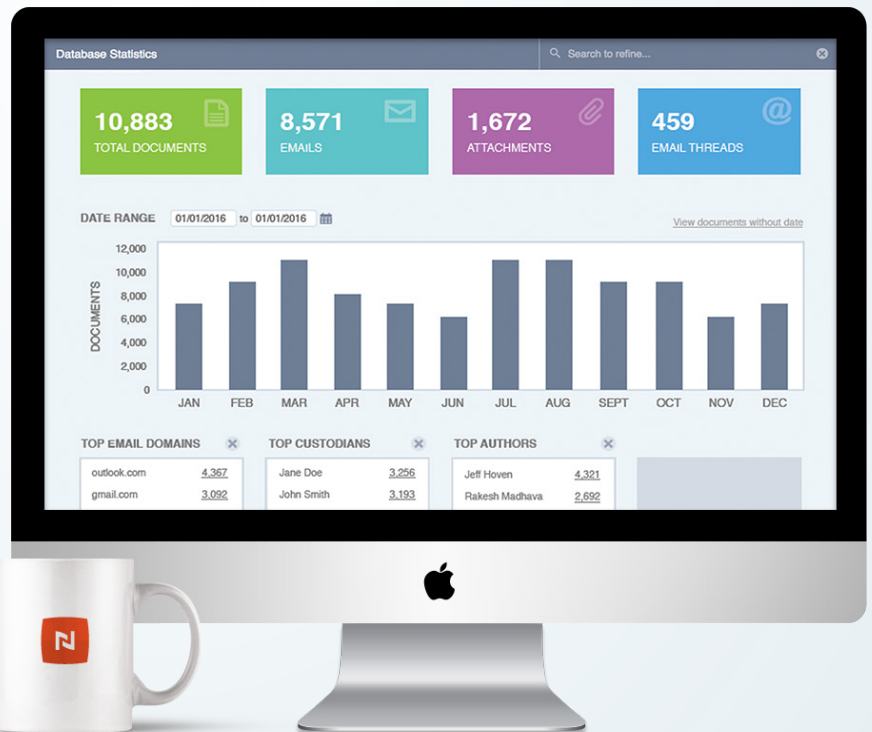 Database Statistics
Search to refine...
10,883
TOTAL DOCUMENTS
8,571
EMAILS
1,672
ATTACHMENTS
459
EMAIL THREADS
DATE RANGE 01/01/2016 to 01/01/2016
View documents without date
DOCUMENTS
12,000
10,000
8,000
6,000
4,000
2,000
0
JAN FEB MAR APR MAY JUN JUL AUG SEPT OCT NOV DEC
TOP EMAIL DOMAINS
outlook.com 4,367
gmail.com 3,092
TOP CUSTODIANS
Jane Doe 3,256
John Smith 3,193
TOP AUTHORS
Jeff Hoven 4,321
Rakesh Madhava 2,692
N